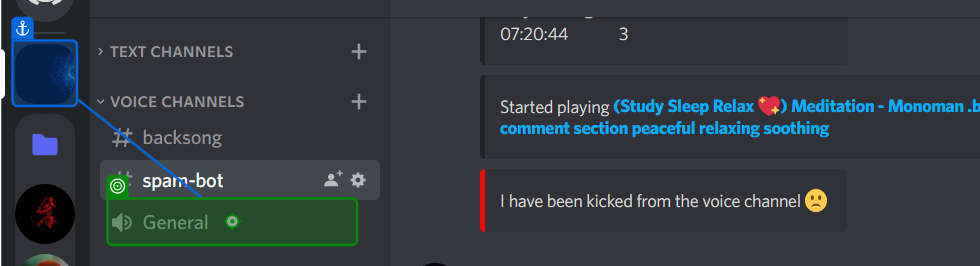 TEXT CHANNELS
VOICE CHANNELS
backsong
spam-bot
General
07:20:44 3
Started playing (Study Sleep Relax 💖) Meditation - Monoman .b
comment section peaceful relaxing soothing
I have been kicked from the voice channel 🙁